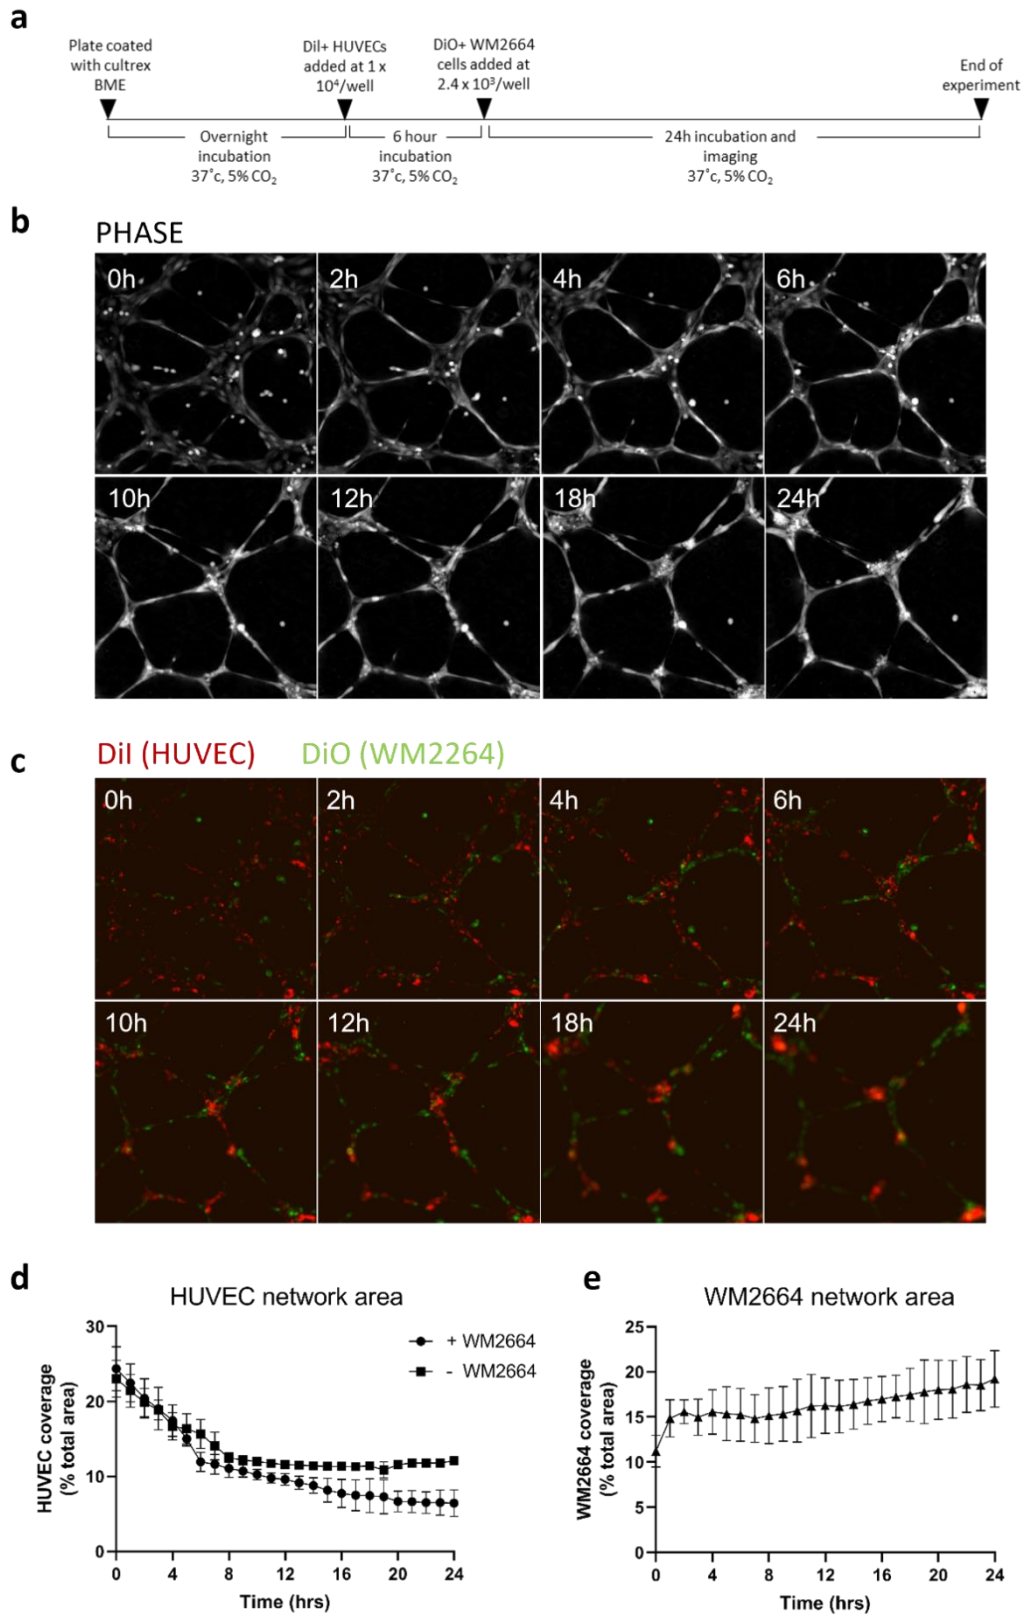 a
Plate coated
with cultrex
BME
DiI+ HUVECs
added at 1 x
10⁴/well
DiO+ WM2664
cells added at
2.4 x 10³/well
End of
experiment
Overnight
incubation
37˚c, 5% CO₂
6 hour
incubation
37˚c, 5% CO₂
24h incubation and
imaging
37˚c, 5% CO₂
b
PHASE
0h
2h
4h
6h
10h
12h
18h
24h
c
DiI (HUVEC)
DiO (WM2264)
0h
2h
4h
6h
10h
12h
18h
24h
d
HUVEC network area
HUVEC coverage
(% total area)
30
20
10
0
+ WM2664
- WM2664
0
4
8
12
16
20
24
Time (hrs)
e
WM2664 network area
WM2664 coverage
(% total area)
25
20
15
10
5
0
0
4
8
12
16
20
24
Time (hrs)